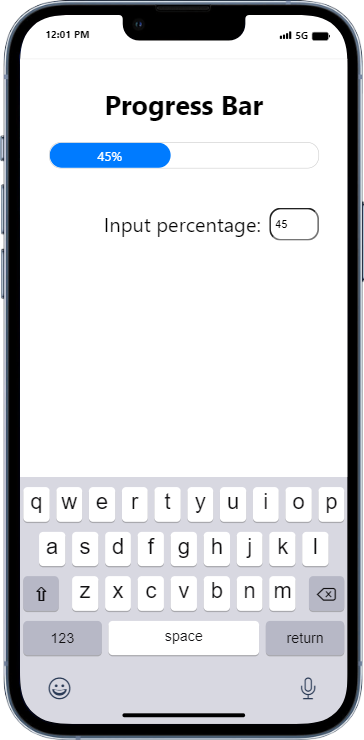 12:01 PM 5G
Progress Bar
45%
Input percentage: 45
q w e r t y u i o p
a s d f g h j k l
z x c v b n m
123 space return